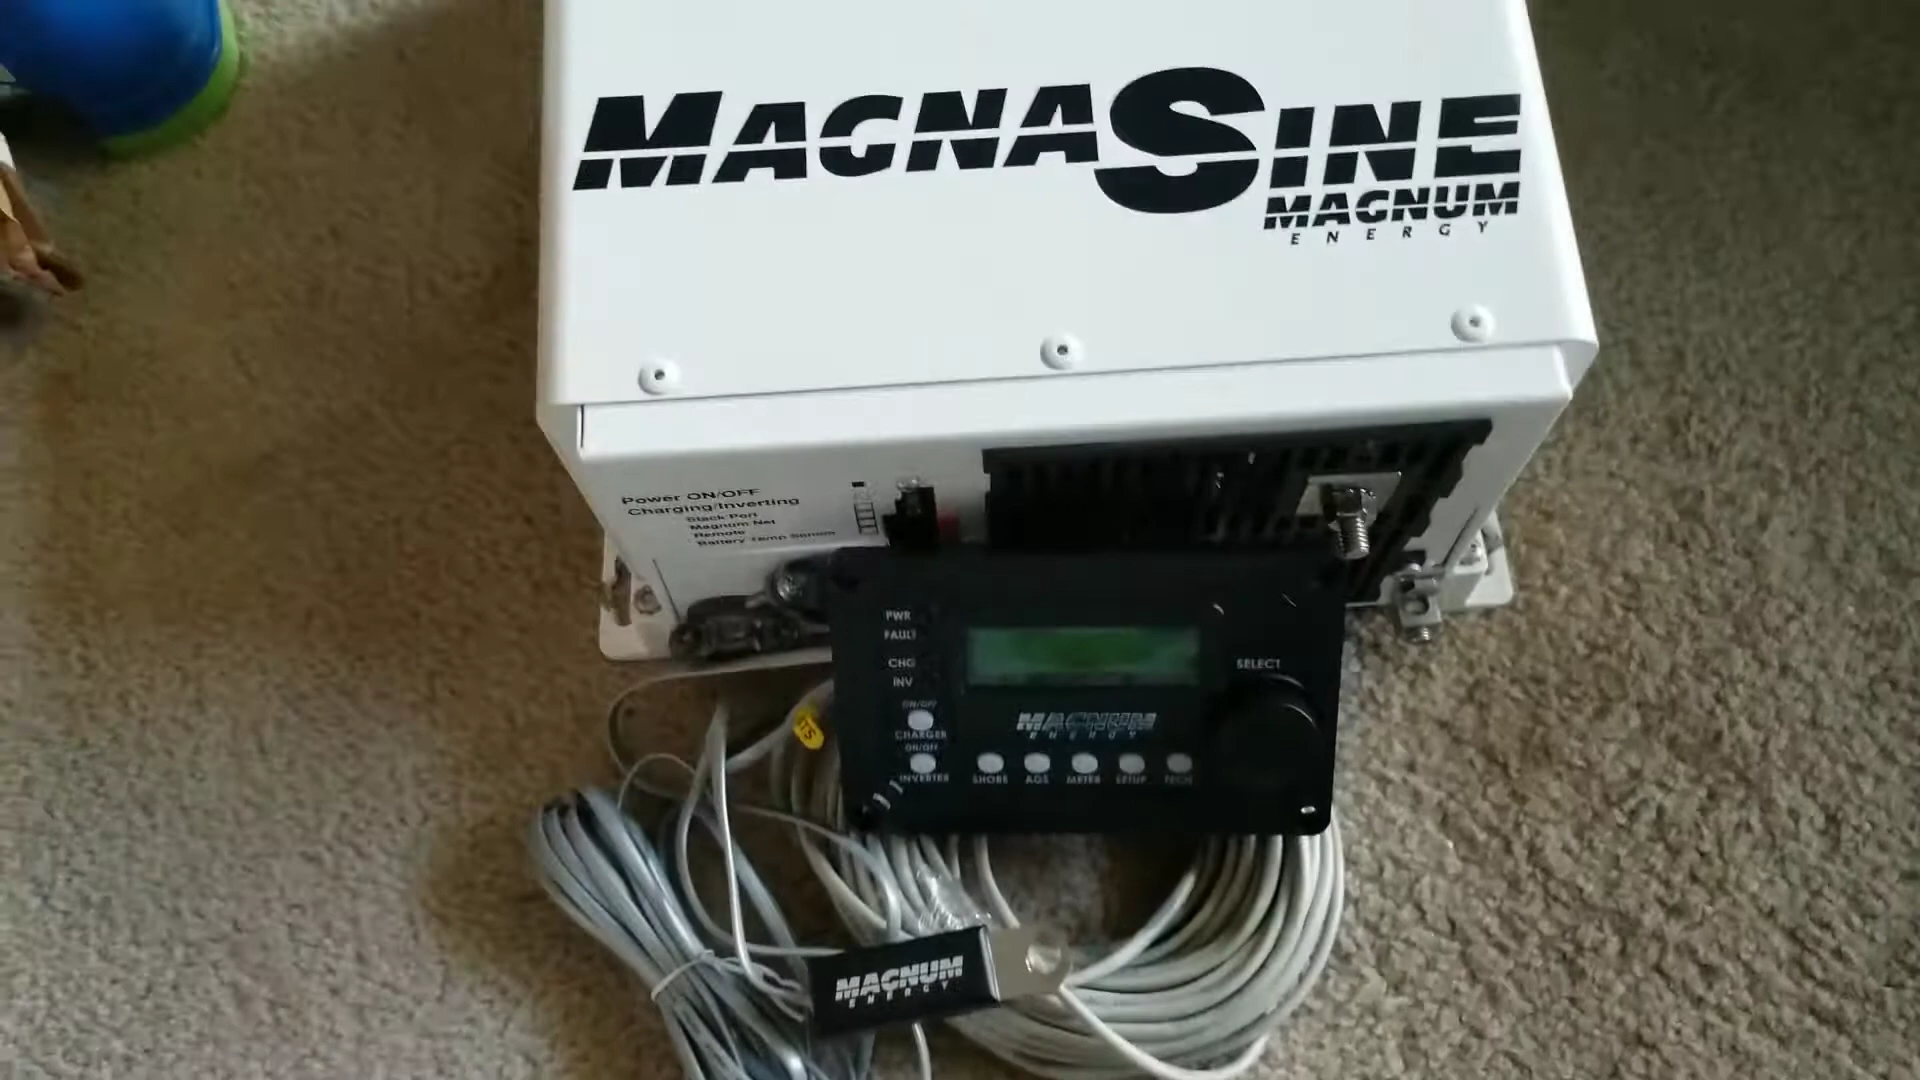 MAGNASINE
MAGNUM
ENERGY
Power ON/OFF
Charging/Inverting
Stack Port
Magnum Net
Remote
Battery Temp Sensor
PWR
FAULT
CHG
INV
ON/OFF
CHARGER
ON/OFF
INVERTER
SELECT
MAGNUM
ENERGY
SHORE AGS METER SETUP TECH
MAGNUM
ENERGY